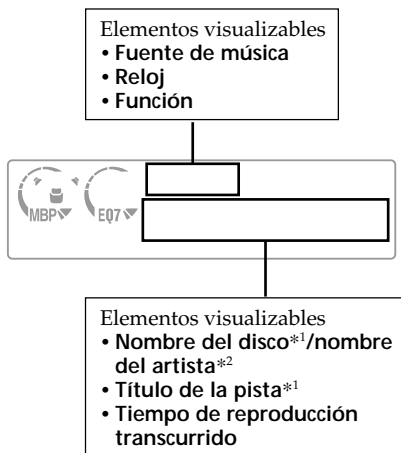 Elementos visualizables
• Fuente de música
• Reloj
• Función
MBP EQ7
Elementos visualizables
• Nombre del disco*1/nombre
del artista*2
• Título de la pista*1
• Tiempo de reproducción
transcurrido